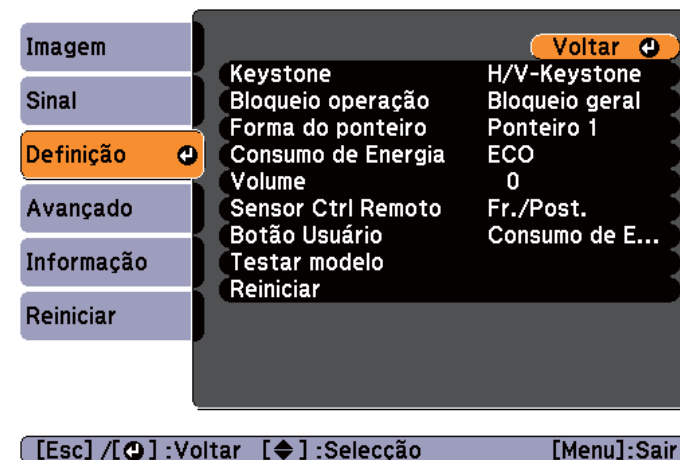 Imagem
Sinal
Definição
Avançado
Informação
Reiniciar
Voltar
Keystone H/V-Keystone
Bloqueio operação Bloqueio geral
Forma do ponteiro Ponteiro 1
Consumo de Energia ECO
Volume 0
Sensor Ctrl Remoto Fr./Post.
Botão Usuário Consumo de E...
Testar modelo
Reiniciar
[Esc] /[⏎] :Voltar [◆] :Selecção [Menu]:Sair